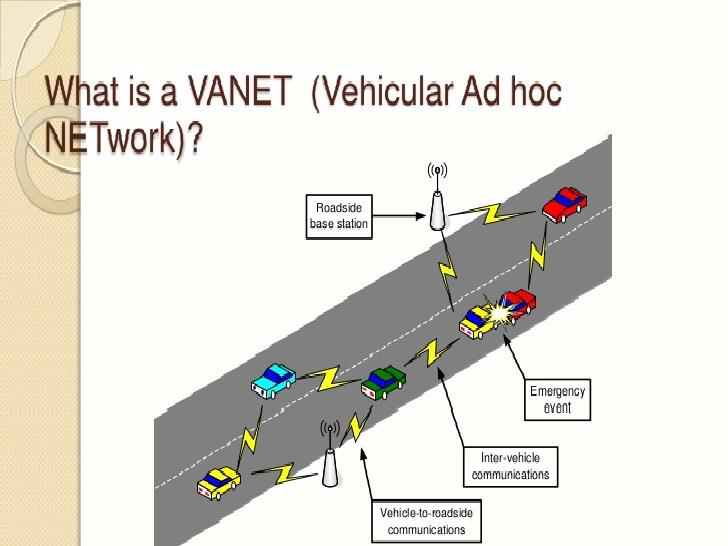 What is a VANET (Vehicular Ad hoc
NETwork)?
Roadside
base station
Emergency
event
Inter-vehicle
communications
Vehicle-to-roadside
communications